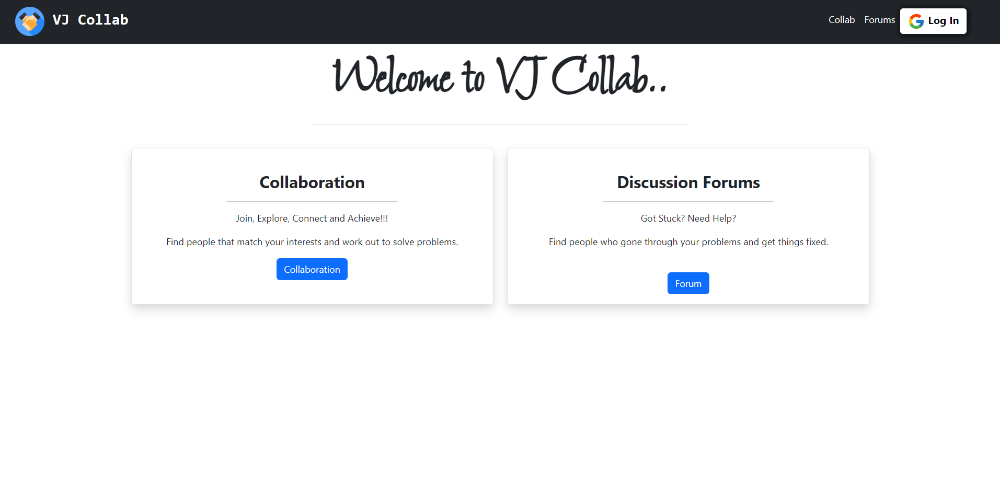 VJ Collab
Collab Forums Log In
Welcome to VJ Collab..
Collaboration
Join, Explore, Connect and Achieve!!!
Find people that match your interests and work out to solve problems.
Collaboration
Discussion Forums
Got Stuck? Need Help?
Find people who gone through your problems and get things fixed.
Forum